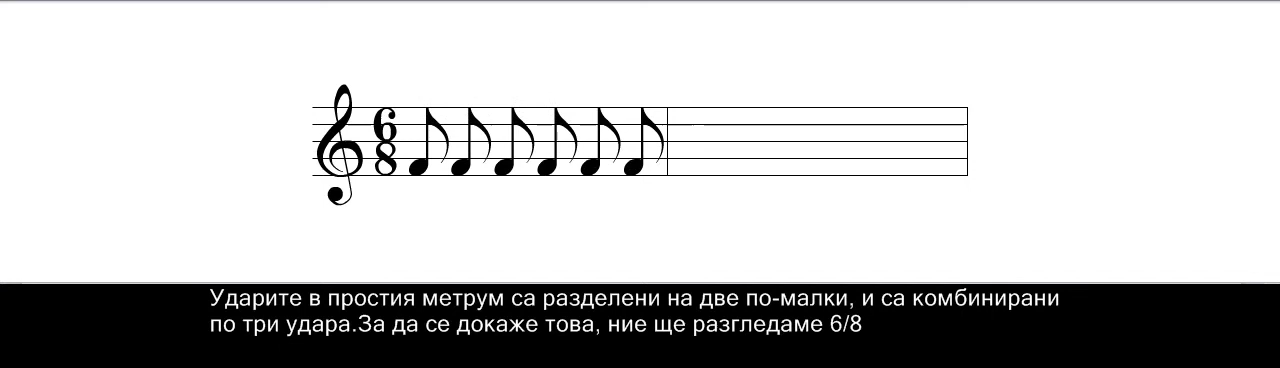 6
8
Ударите в простия метрум са разделени на две по-малки, и са комбинирани
по три удара.За да се докаже това, ние ще разгледаме 6/8